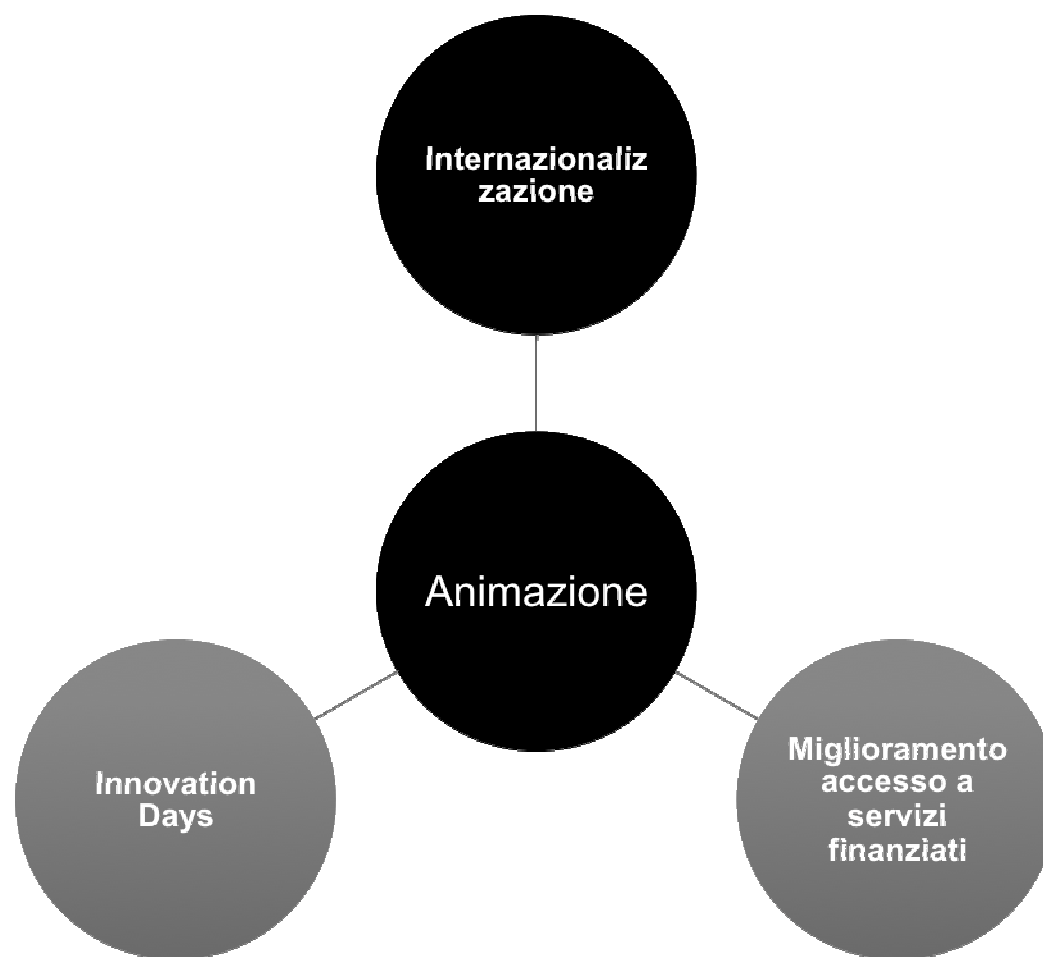 Internazionaliz
zazione
Animazione
Innovation
Days
Miglioramento
accesso a
servizi
finanziati